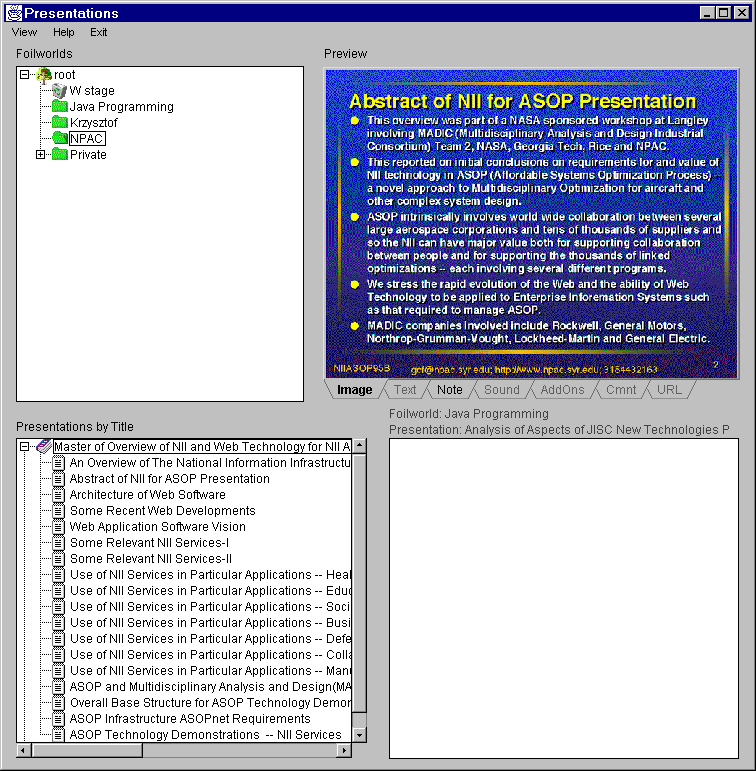 Presentations
View Help Exit
Foilworlds
root
W stage
Java Programming
Krzysztof
NPAC
Private
Preview
Abstract of NII for ASOP Presentation
This overview was part of a NASA sponsored workshop at Langley
involving MADIC (Multidisciplinary Analysis and Design Industrial
Consortium) Team 2, NASA, Georgia Tech, Rice and NPAC.
This reported on initial conclusions on requirements for and value of
NII technology in ASOP (Affordable Systems Optimization Process) --
a novel approach to Multidisciplinary Optimization for aircraft and
other complex system design.
ASOP intrinsically involves world wide collaboration between several
large aerospace corporations and tens of thousands of suppliers and
so the NII can have major value both for supporting collaboration
between people and for supporting the thousands of linked
optimizations -- each involving several different programs.
We stress the rapid evolution of the Web and the ability of Web
Technology to be applied to Enterprise Information Systems such
as that required to manage ASOP.
MADIC companies involved include Rockwell, General Motors,
Northrop-Grumman-Vought, Lockheed-Martin and General Electric.
NIIASOP95B gcf@npac.syr.edu; http://www.npac.syr.edu; 3154432163 2
Image Text Note Sound AddOns Cmnt URL
Presentations by Title
Master of Overview of NII and Web Technology for NII A
An Overview of The National Information Infrastructu
Abstract of NII for ASOP Presentation
Architecture of Web Software
Some Recent Web Developments
Web Application Software Vision
Some Relevant NII Services-I
Some Relevant NII Services-II
Use of NII Services in Particular Applications -- Heal
Use of NII Services in Particular Applications -- Educ
Use of NII Services in Particular Applications -- Soci
Use of NII Services in Particular Applications -- Busi
Use of NII Services in Particular Applications -- Defe
Use of NII Services in Particular Applications -- Colla
Use of NII Services in Particular Applications -- Manu
ASOP and Multidisciplinary Analysis and Design(MA
Overall Base Structure for ASOP Technology Demor
ASOP Infrastructure ASOPnet Requirements
ASOP Technology Demonstrations -- NII Services
Foilworld: Java Programming
Presentation: Analysis of Aspects of JISC New Technologies P